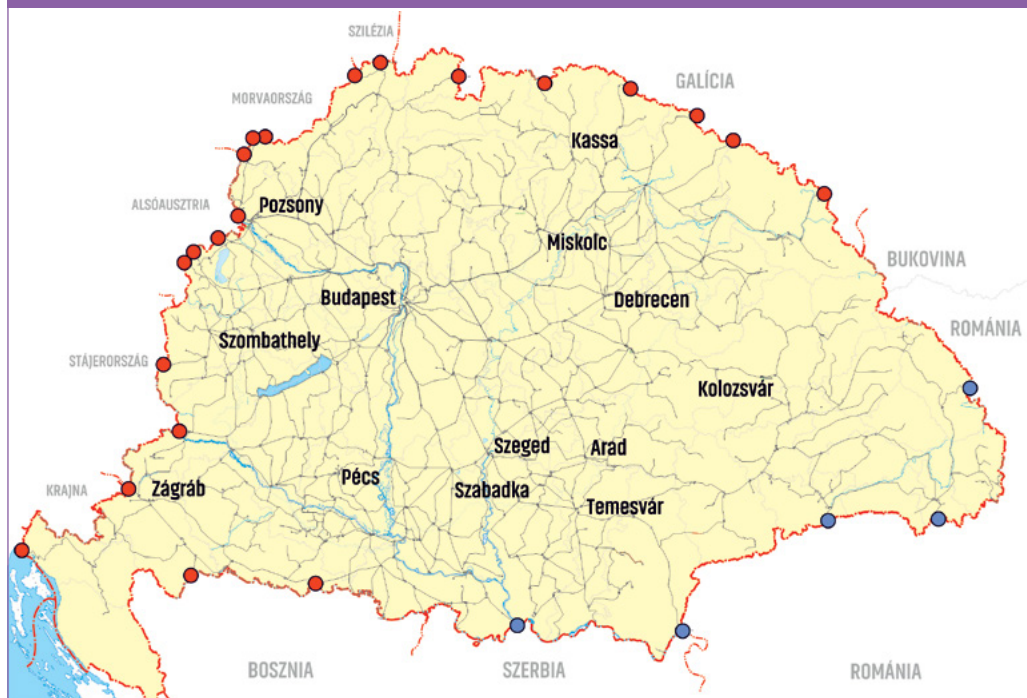 SZILÉZIA
GALÍCIA
MORVAORSZÁG
Kassa
ALSÓAUSZTRIA
Pozsony
Miskolc
BUKOVINA
Budapest
Debrecen
ROMÁNIA
Szombathely
STÁJERORSZÁG
Kolozsvár
Szeged
Arad
Pécs
Szabadka
KRAJNA
Zágráb
Temesvár
BOSZNIA
SZERBIA
ROMÁNIA